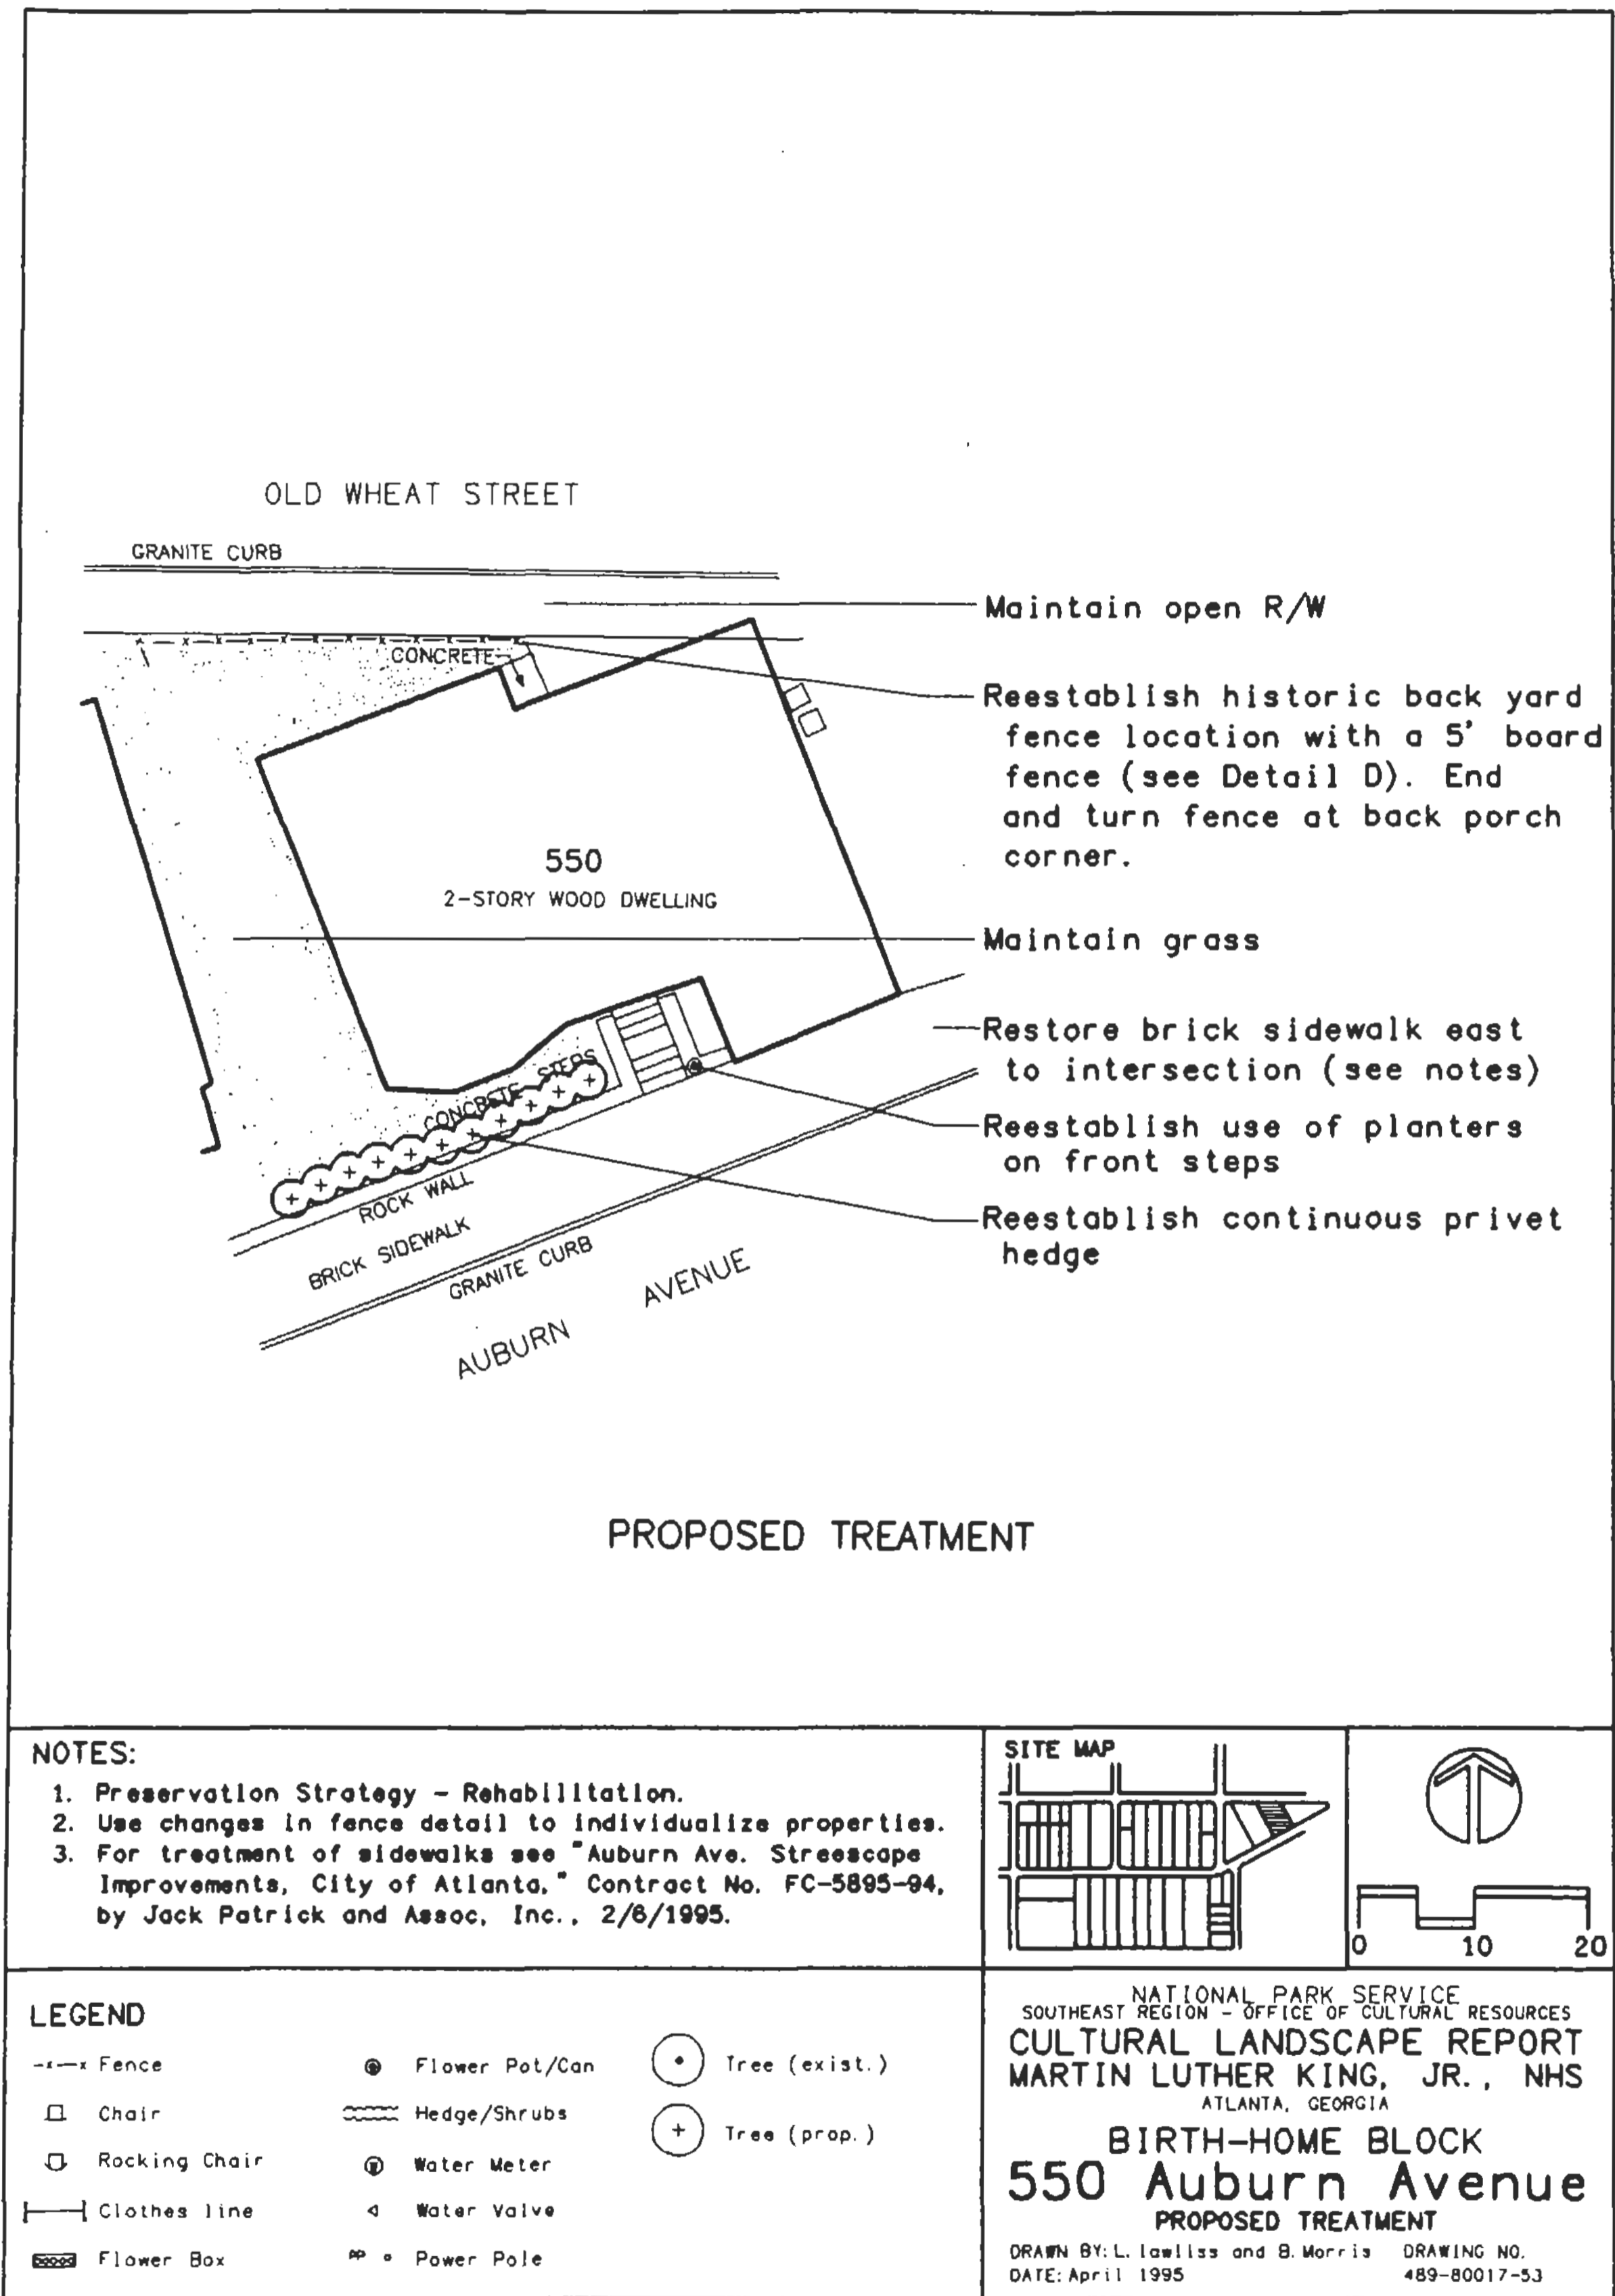 OLD WHEAT STREET
GRANITE CURB
Maintain open R/W
CONCRETE
Reestablish historic back yard
fence location with a 5' board
fence (see Detail D). End
and turn fence at back porch
corner.
550
2-STORY WOOD DWELLING
Maintain grass
Restore brick sidewalk east
to intersection (see notes)
CONCRETE STEPS
Reestablish use of planters
on front steps
ROCK WALL
Reestablish continuous privet
hedge
BRICK SIDEWALK
GRANITE CURB
AUBURN AVENUE
PROPOSED TREATMENT
NOTES:
1. Preservation Strategy - Rehabilitation.
2. Use changes in fence detail to individualize properties.
3. For treatment of sidewalks see "Auburn Ave. Streescape
Improvements, City of Atlanta," Contract No. FC-5895-94,
by Jack Patrick and Assoc, Inc., 2/6/1995.
SITE MAP
0 10 20
LEGEND
-x-x Fence
Chair
Rocking Chair
Clothes line
Flower Box
Flower Pot/Can
Hedge/Shrubs
Water Meter
Water Valve
PP Power Pole
Tree (exist.)
Tree (prop.)
NATIONAL PARK SERVICE
SOUTHEAST REGION - OFFICE OF CULTURAL RESOURCES
CULTURAL LANDSCAPE REPORT
MARTIN LUTHER KING, JR., NHS
ATLANTA, GEORGIA
BIRTH-HOME BLOCK
550 Auburn Avenue
PROPOSED TREATMENT
DRAWN BY: L. lawliss and B. Morris DRAWING NO.
DATE: April 1995 489-80017-53